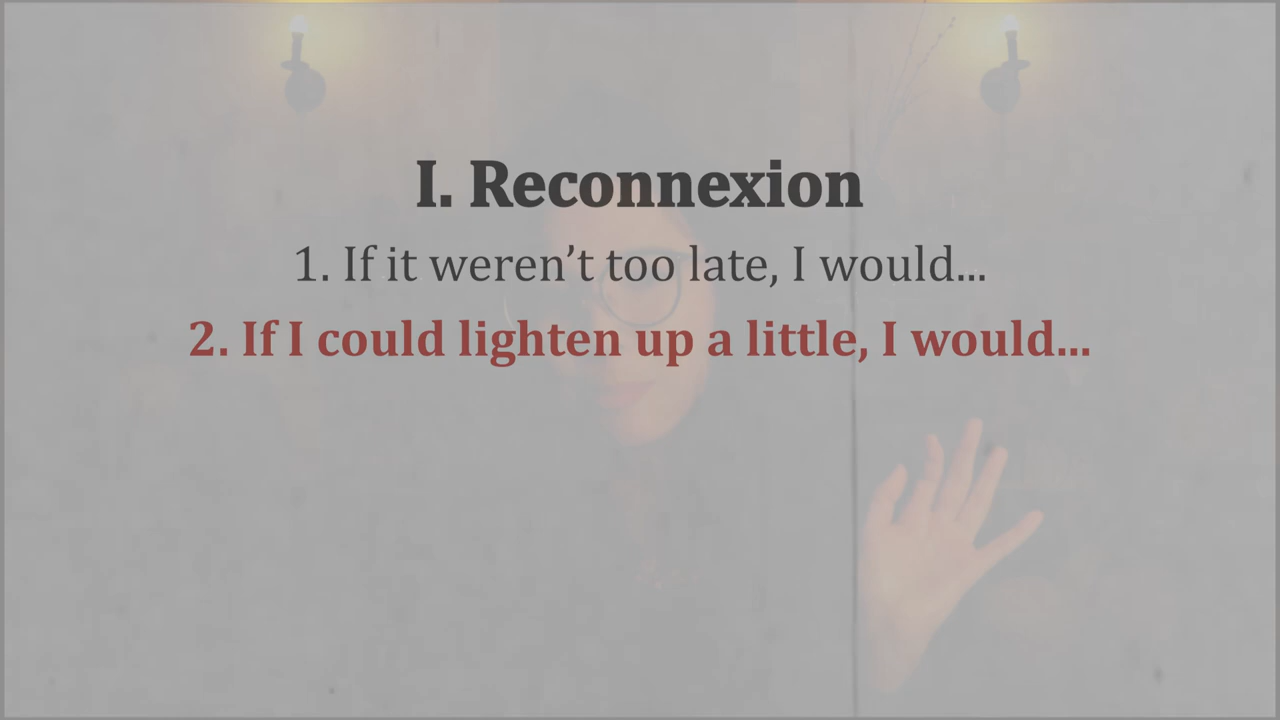 I. Reconnexion
1. If it weren’t too late, I would...
2. If I could lighten up a little, I would...